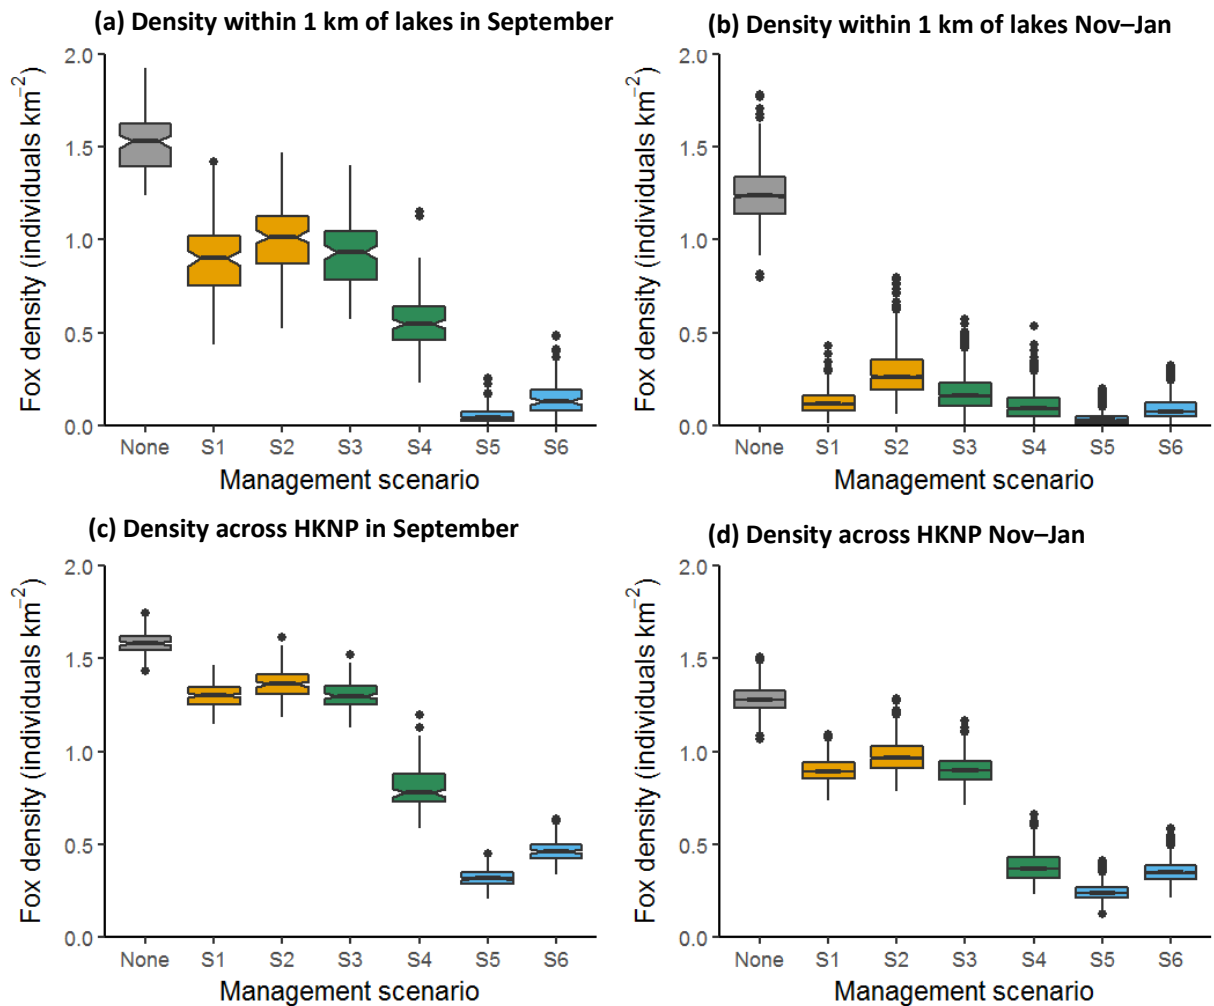 (a) Density within 1 km of lakes in September
2.0
1.5
1.0
0.5
0.0
Fox density (individuals km⁻²)
None S1 S2 S3 S4 S5 S6
Management scenario
(b) Density within 1 km of lakes Nov–Jan
2.0
1.5
1.0
0.5
0.0
Fox density (individuals km⁻²)
None S1 S2 S3 S4 S5 S6
Management scenario
(c) Density across HKNP in September
2.0
1.5
1.0
0.5
0.0
Fox density (individuals km⁻²)
None S1 S2 S3 S4 S5 S6
Management scenario
(d) Density across HKNP Nov–Jan
2.0
1.5
1.0
0.5
0.0
Fox density (individuals km⁻²)
None S1 S2 S3 S4 S5 S6
Management scenario